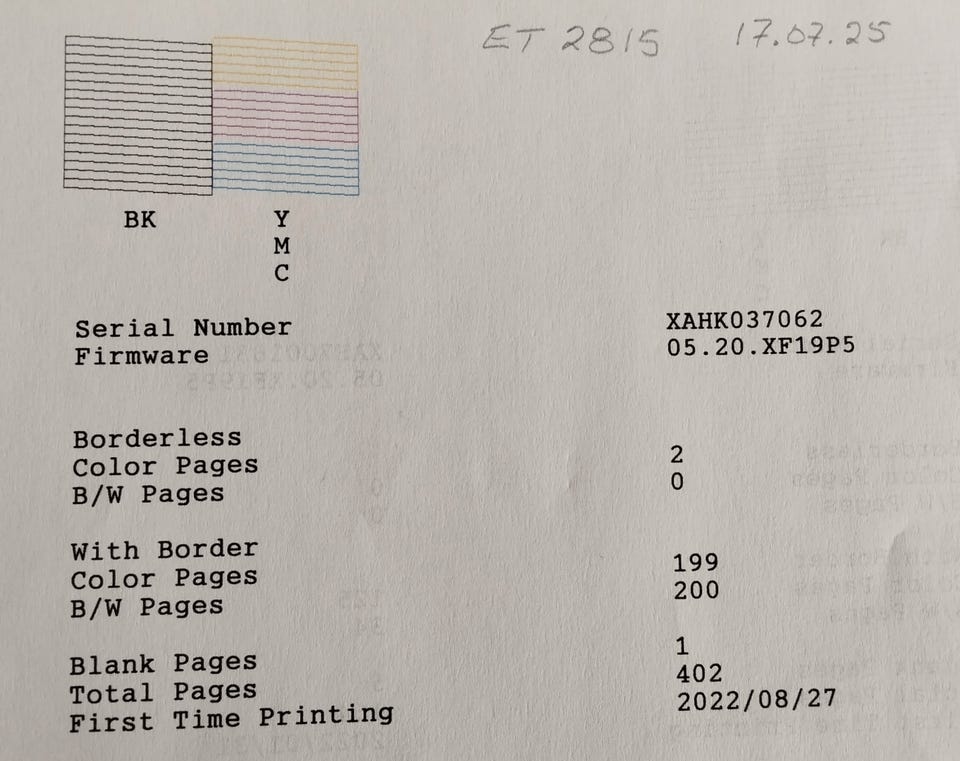 ET 2815 17.07.25
BK Y
M
C
Serial Number XAHK037062
Firmware 05.20.XF19P5
Borderless
Color Pages 2
B/W Pages 0
With Border
Color Pages 199
B/W Pages 200
Blank Pages 1
Total Pages 402
First Time Printing 2022/08/27